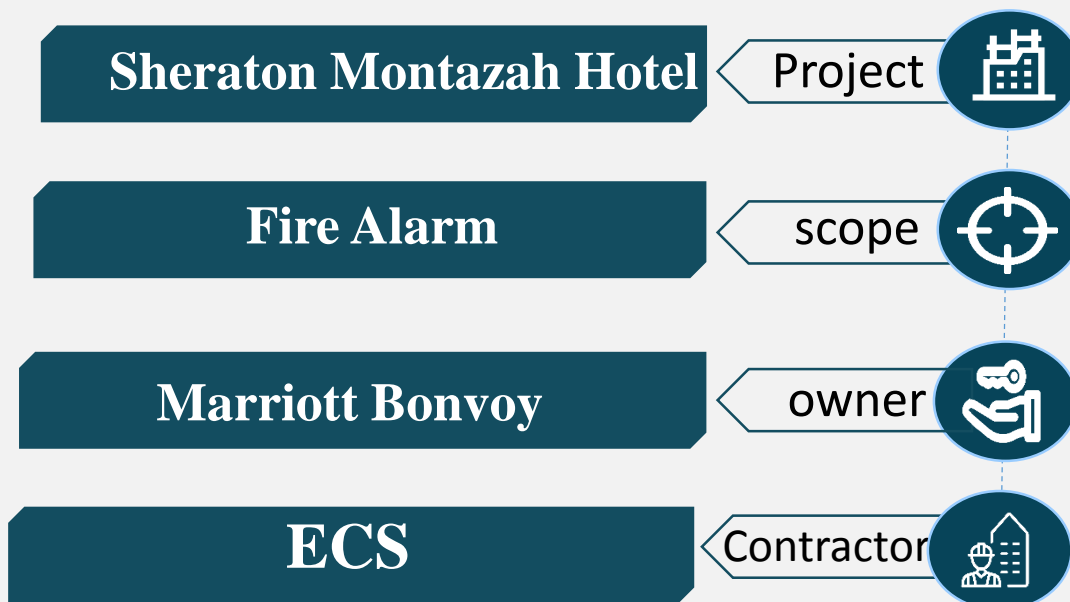 Sheraton Montazah Hotel
Project
Fire Alarm
scope
Marriott Bonvoy
owner
ECS
Contractor